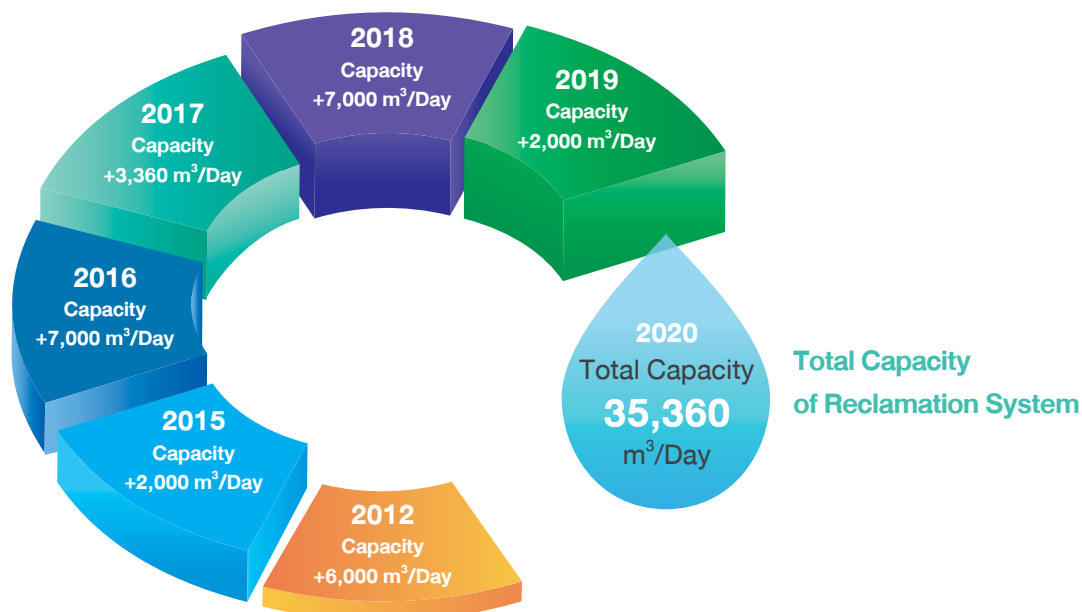 2012
Capacity
+6,000 m³/Day
2015
Capacity
+2,000 m³/Day
2016
Capacity
+7,000 m³/Day
2017
Capacity
+3,360 m³/Day
2018
Capacity
+7,000 m³/Day
2019
Capacity
+2,000 m³/Day
2020
Total Capacity
35,360
m³/Day
Total Capacity
of Reclamation System